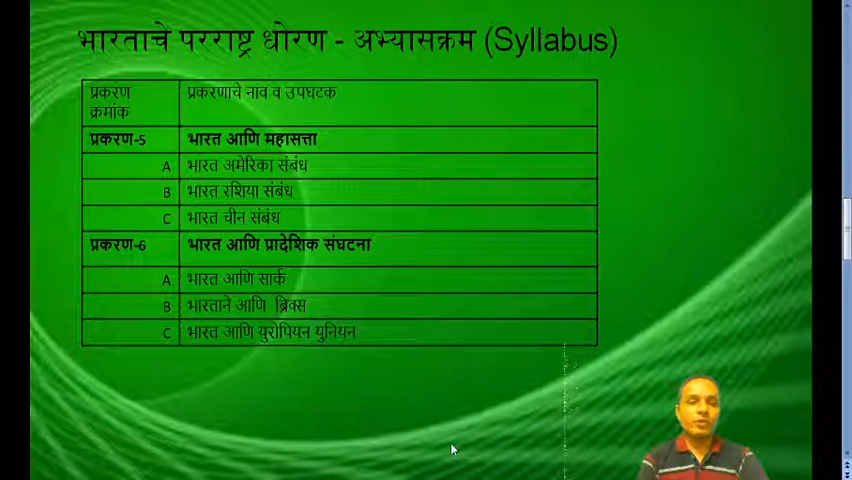 भारताचे परराष्ट्र धोरण - अभ्यासक्रम (Syllabus)
प्रकरण क्रमांक प्रकरणाचे नाव व उपघटक
प्रकरण-5 भारत आणि महासत्ता
A भारत अमेरिका संबंध
B भारत रशिया संबंध
C भारत चीन संबंध
प्रकरण-6 भारत आणि प्रादेशिक संघटना
A भारत आणि सार्क
B भारताने आणि ब्रिक्स
C भारत आणि युरोपियन युनियन